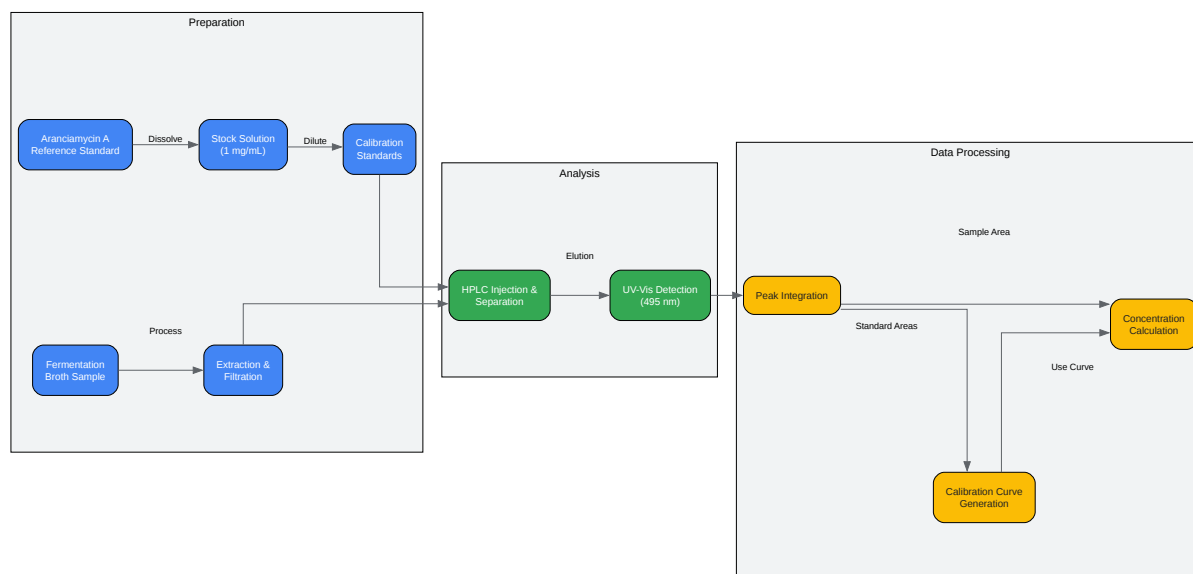 Preparation
Aranciamycin A
Reference Standard
Dissolve
Stock Solution
(1 mg/mL)
Dilute
Calibration
Standards
Process
Fermentation
Broth Sample
Extraction &
Filtration
Analysis
HPLC Injection &
Separation
Elution
UV-Vis Detection
(495 nm)
Data Processing
Sample Area
Peak Integration
Standard Areas
Concentration
Calculation
Use Curve
Calibration Curve
Generation